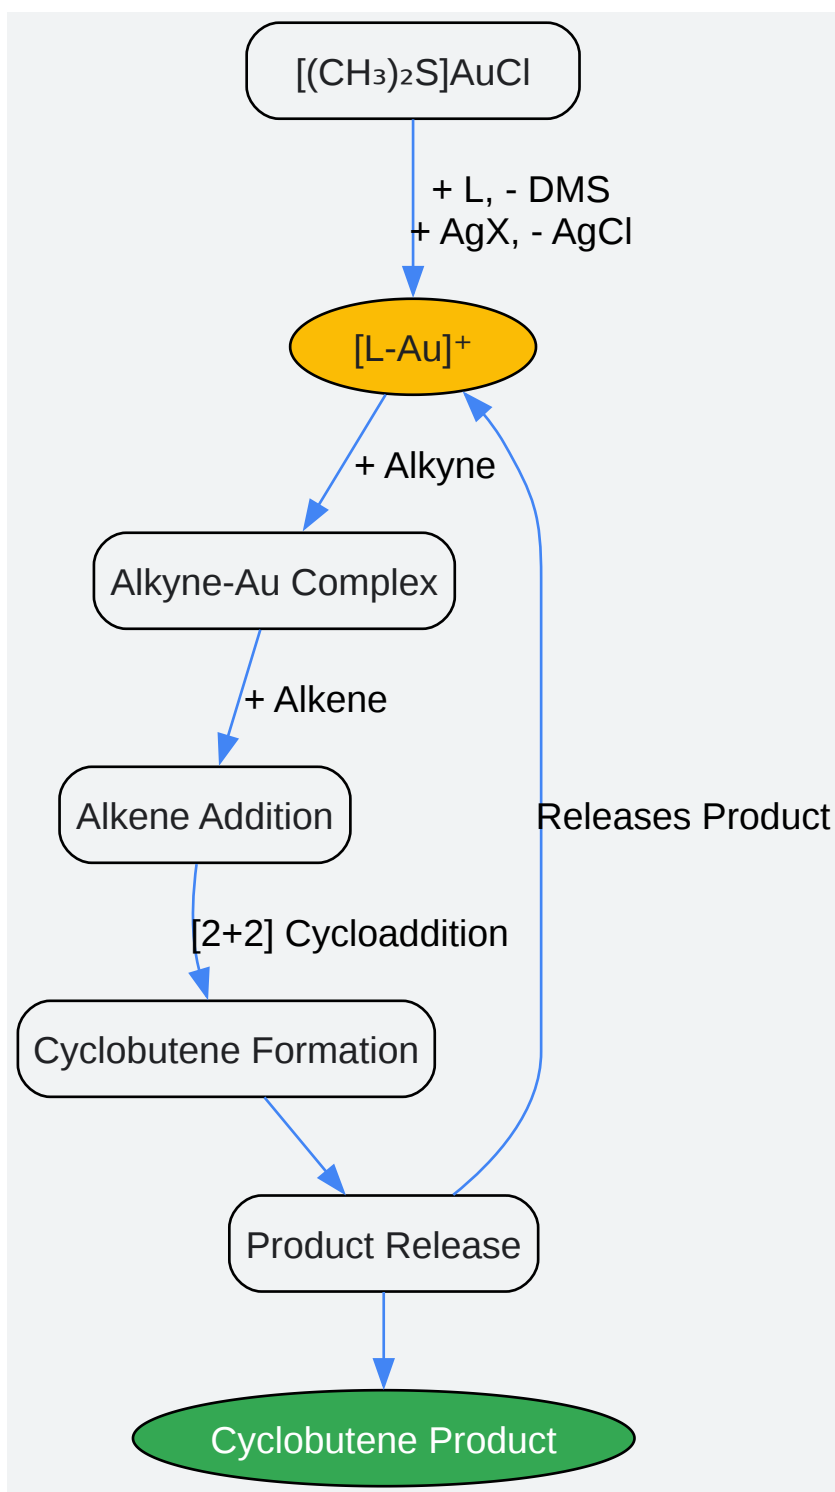 [(CH₃)₂S]AuCl
+ L, - DMS
+ AgX, - AgCl
[L-Au]⁺
+ Alkyne
Alkyne-Au Complex
+ Alkene
Alkene Addition
Releases Product
[2+2] Cycloaddition
Cyclobutene Formation
Product Release
Cyclobutene Product